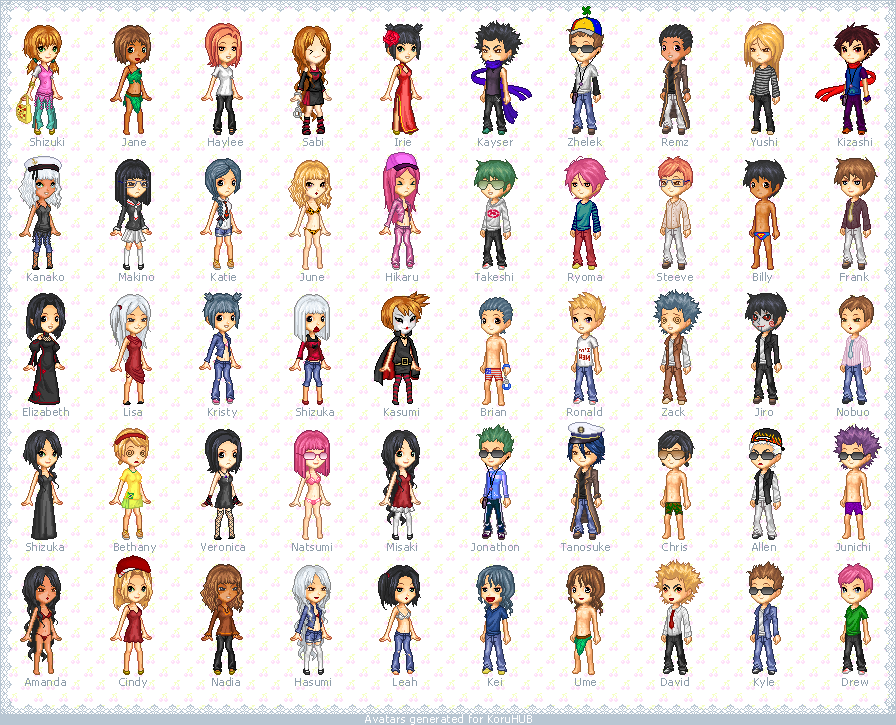 Shizuki Jane Haylee Sabi Irie Kayser Zhelek Remz Yushi Kizashi
Kanako Makino Katie June Hikaru Takeshi Ryoma Steeve Billy Frank
Elizabeth Lisa Kristy Shizuka Kasumi Brian Ronald Zack Jiro Nobuo
Shizuka Bethany Veronica Natsumi Misaki Jonathon Tanosuke Chris Allen Junichi
Amanda Cindy Nadia Hasumi Leah Kei Ume David Kyle Drew
Avatars generated for KoruHUB